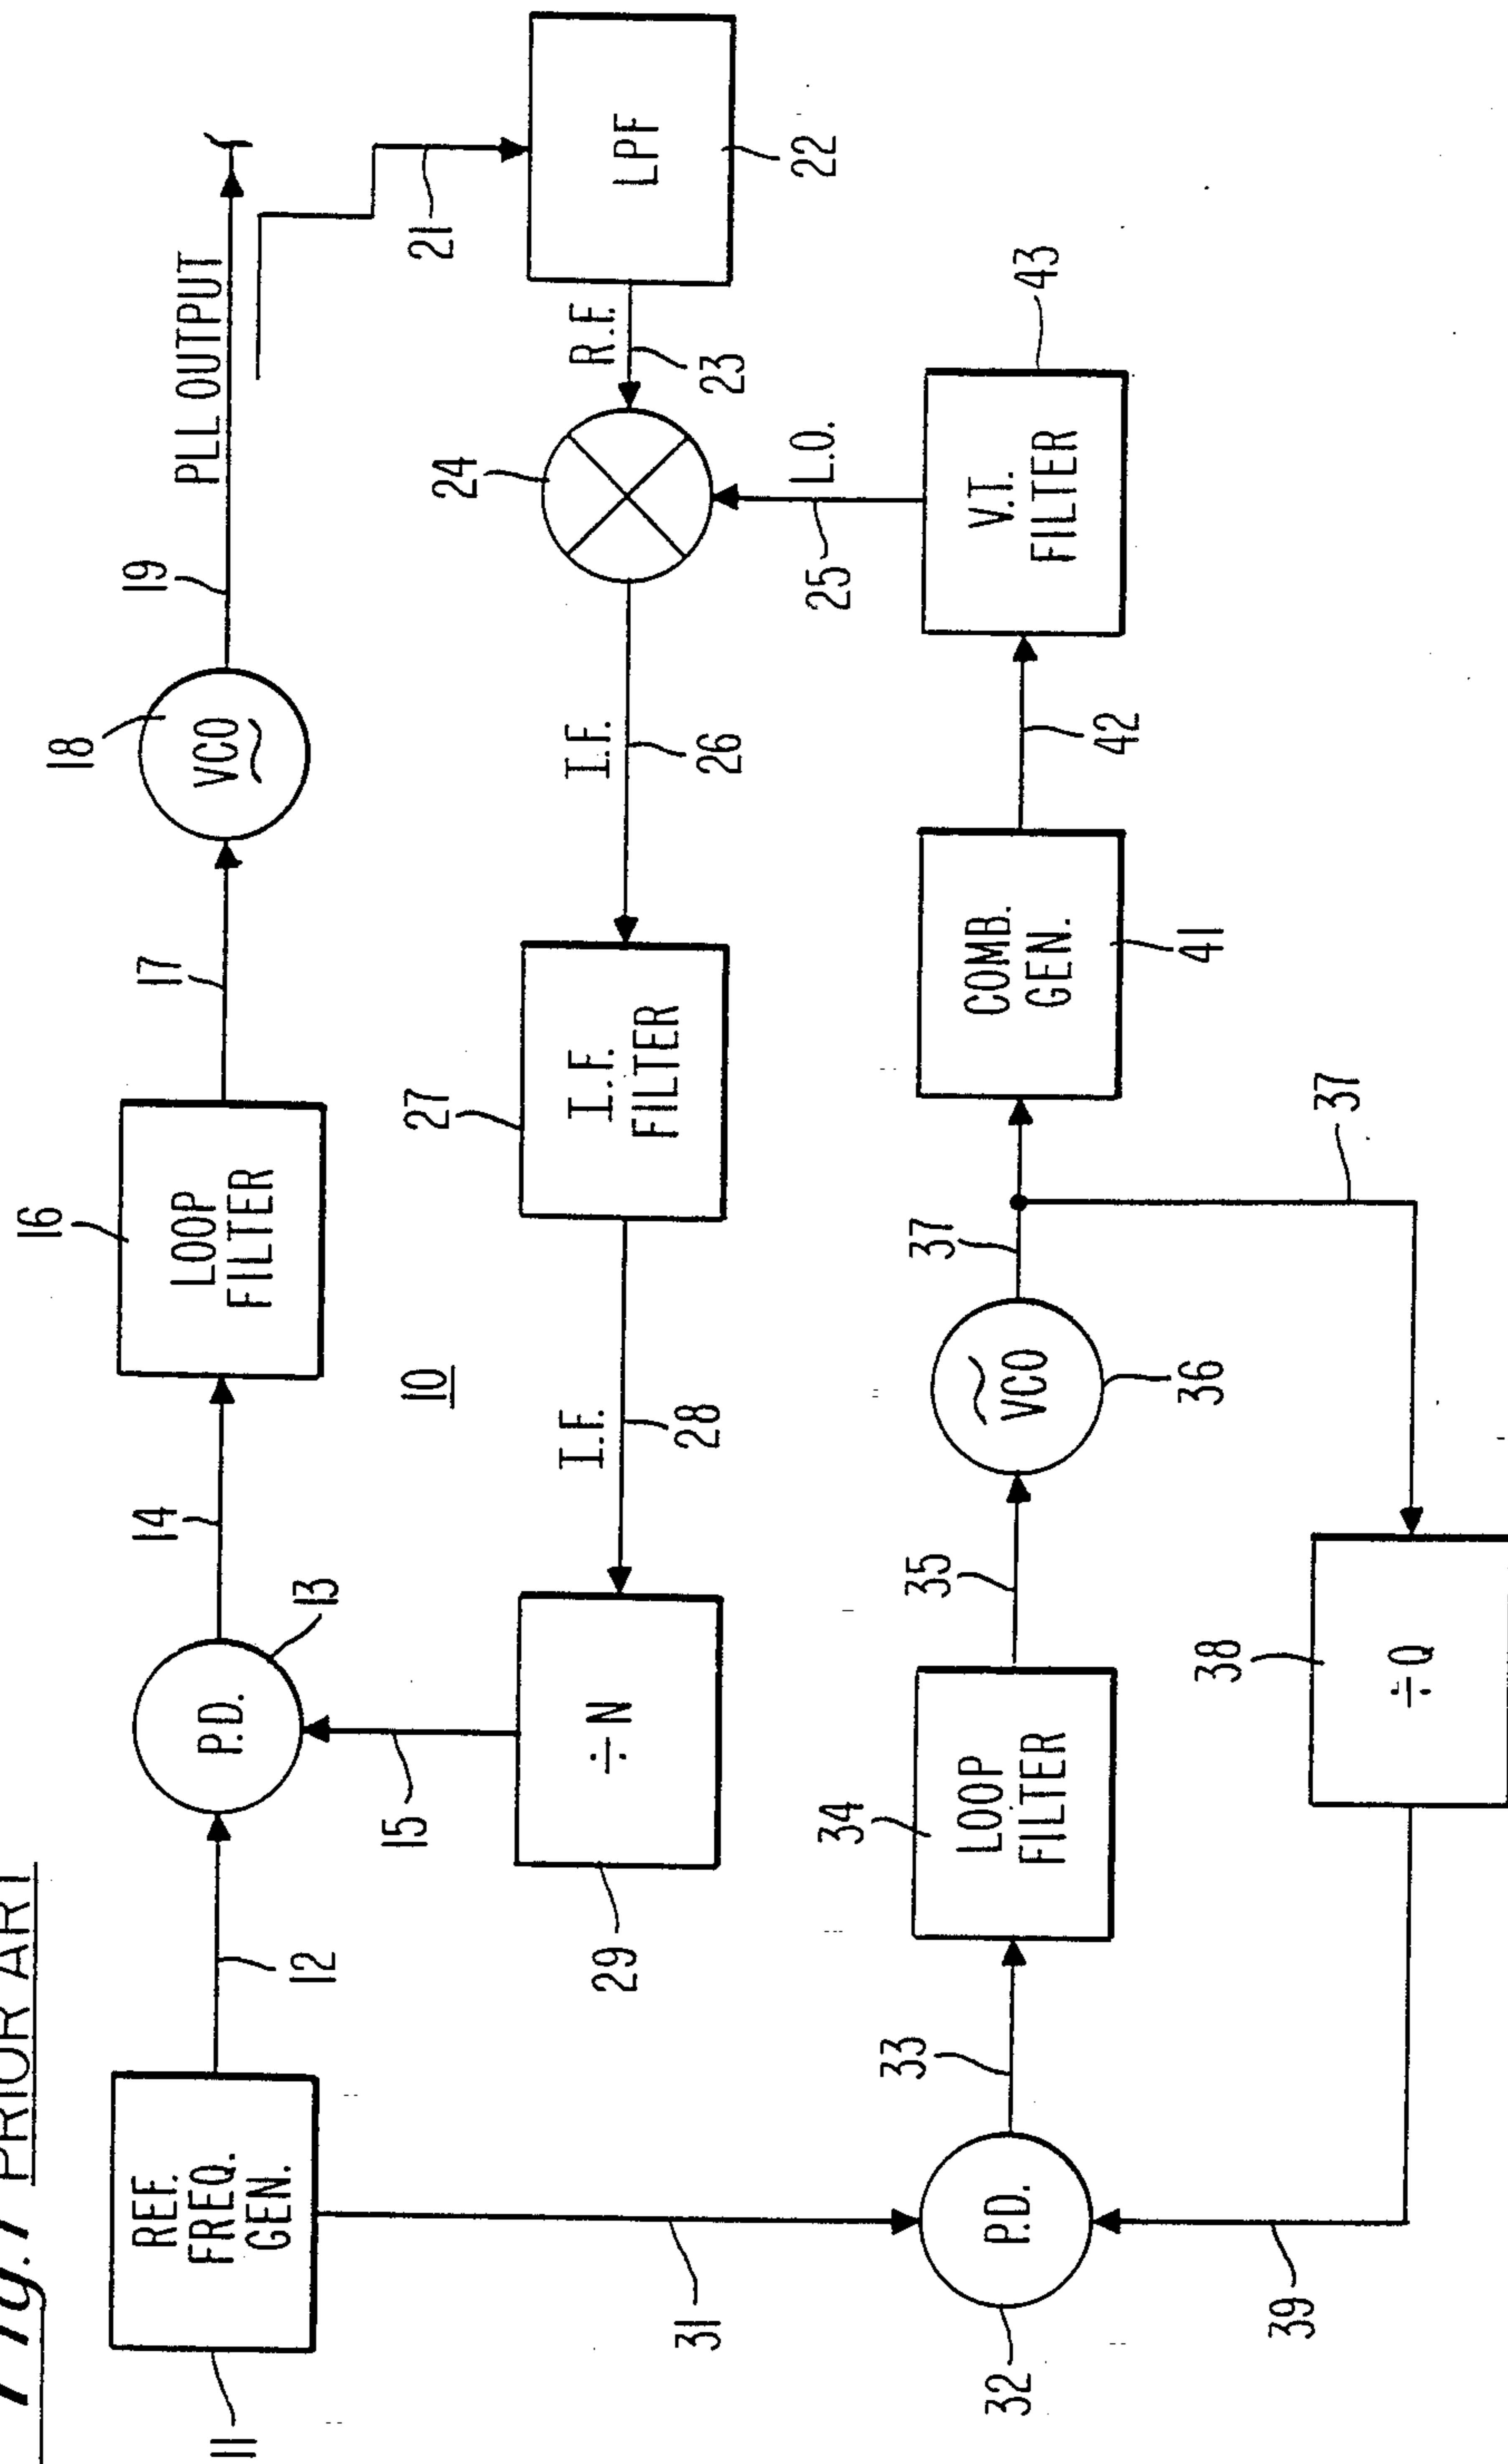 Fig. 1 PRIOR ART
11
REF.
FREQ.
GEN.
12
P.D.
13
14
16
LOOP
FILTER
17
18
VCO
19
PLL OUTPUT
21
LPF
22
R.F.
23
24
L.O.
25
I.F.
26
27
I.F.
FILTER
10
I.F.
28
÷N
29
15
31
32
P.D.
33
34
LOOP
FILTER
35
VCO
36
37
37
COMB.
GEN.
41
42
V.T.
FILTER
43
38
÷Q
39